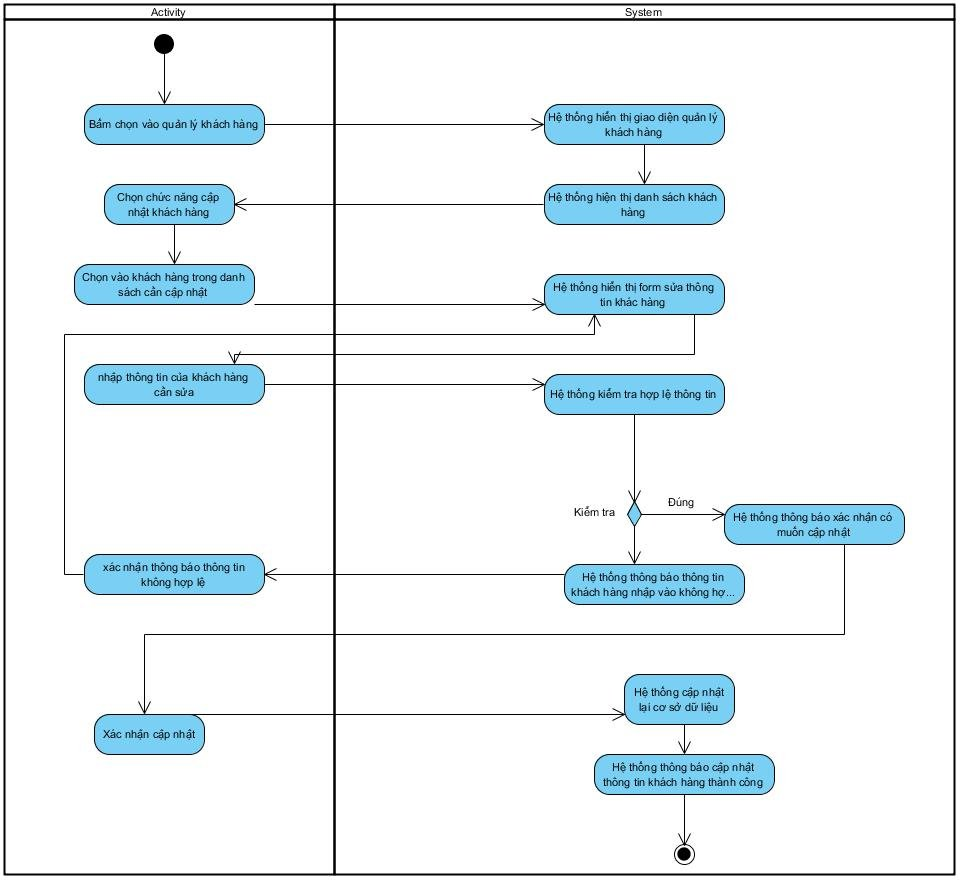 Activity
System
Bấm chọn vào quản lý khách hàng
Hệ thống hiển thị giao diện quản lý
khách hàng
Chọn chức năng cập
nhật khách hàng
Hệ thống hiện thị danh sách khách
hàng
Chọn vào khách hàng trong danh
sách cần cập nhật
Hệ thống hiển thị form sửa thông
tin khác hàng
nhập thông tin của khách hàng
cần sửa
Hệ thống kiểm tra hợp lệ thông tin
Kiểm tra
Đúng
Hệ thống thông báo xác nhận có
muốn cập nhật
xác nhận thông báo thông tin
không hợp lệ
Hệ thống thông báo thông tin
khách hàng nhập vào không hợ...
Hệ thống cập nhật
lại cơ sở dữ liệu
Xác nhận cập nhật
Hệ thống thông báo cập nhật
thông tin khách hàng thành công